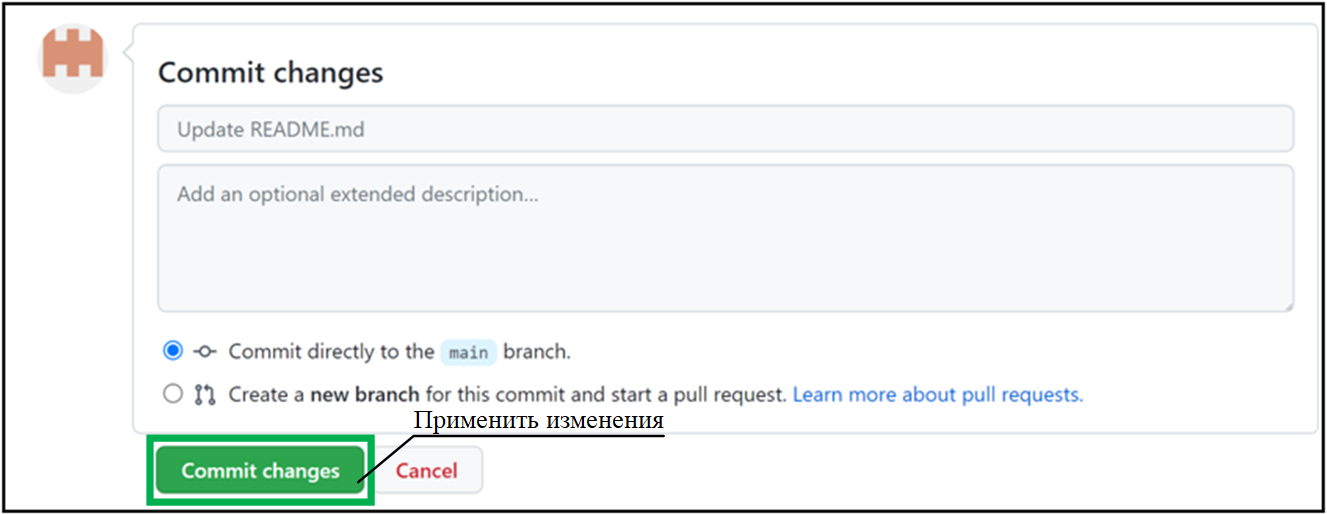 Commit changes
Update README.md
Add an optional extended description...
Commit directly to the main branch.
Create a new branch for this commit and start a pull request. Learn more about pull requests.
Применить изменения
Commit changes
Cancel